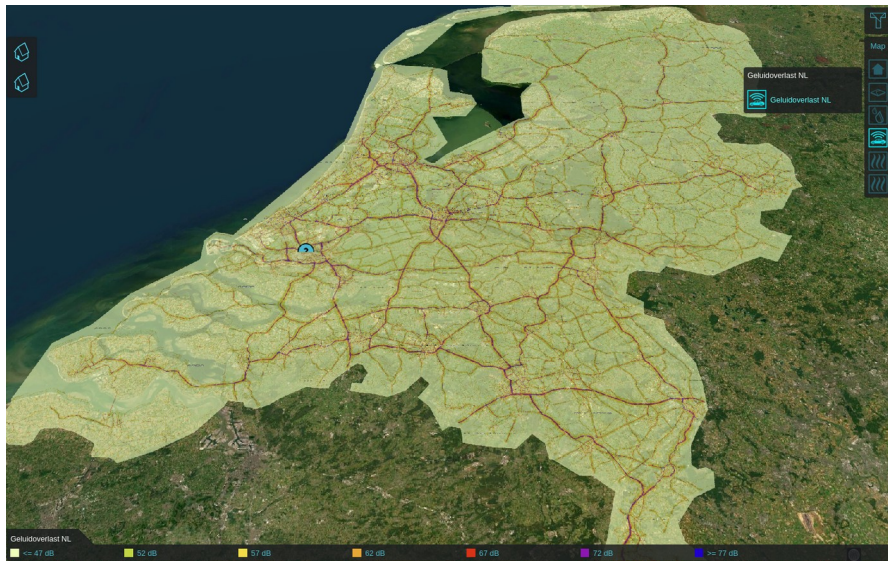 Map
Geluidoverlast NL
Geluidoverlast NL
?
Geluidoverlast NL
<= 47 dB
52 dB
57 dB
62 dB
67 dB
72 dB
>= 77 dB